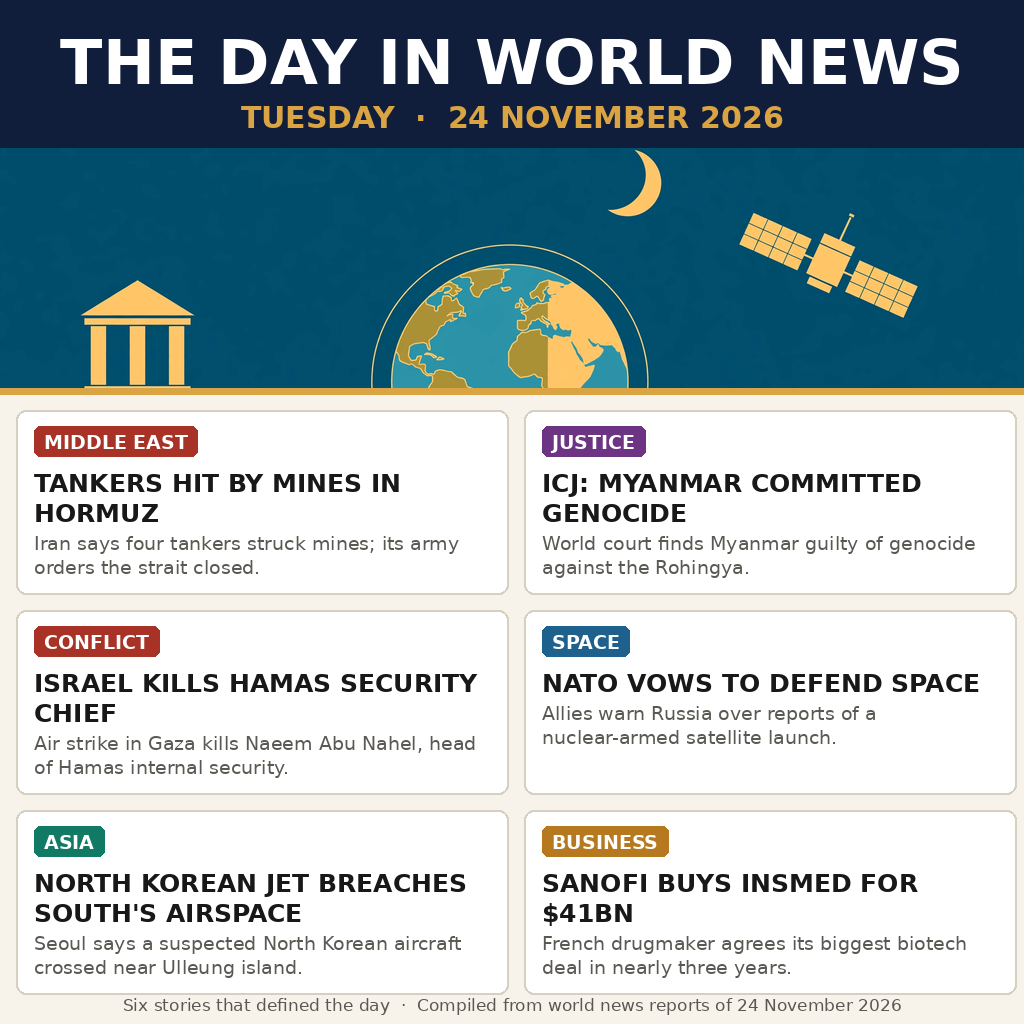 THE DAY IN WORLD NEWS
TUESDAY · 24 NOVEMBER 2026
MIDDLE EAST
TANKERS HIT BY MINES IN
HORMUZ
Iran says four tankers struck mines; its army
orders the strait closed.
JUSTICE
ICJ: MYANMAR COMMITTED
GENOCIDE
World court finds Myanmar guilty of genocide
against the Rohingya.
CONFLICT
ISRAEL KILLS HAMAS SECURITY
CHIEF
Air strike in Gaza kills Naeem Abu Nahel, head
of Hamas internal security.
SPACE
NATO VOWS TO DEFEND SPACE
Allies warn Russia over reports of a
nuclear-armed satellite launch.
ASIA
NORTH KOREAN JET BREACHES
SOUTH'S AIRSPACE
Seoul says a suspected North Korean aircraft
crossed near Ulleung island.
BUSINESS
SANOFI BUYS INSMED FOR
$41BN
French drugmaker agrees its biggest biotech
deal in nearly three years.
Six stories that defined the day · Compiled from world news reports of 24 November 2026